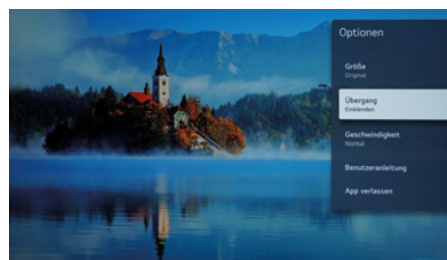 Optionen
Größe
Original
Übergang
Einblenden
Geschwindigkeit
Normal
Benutzeranleitung
App verlassen